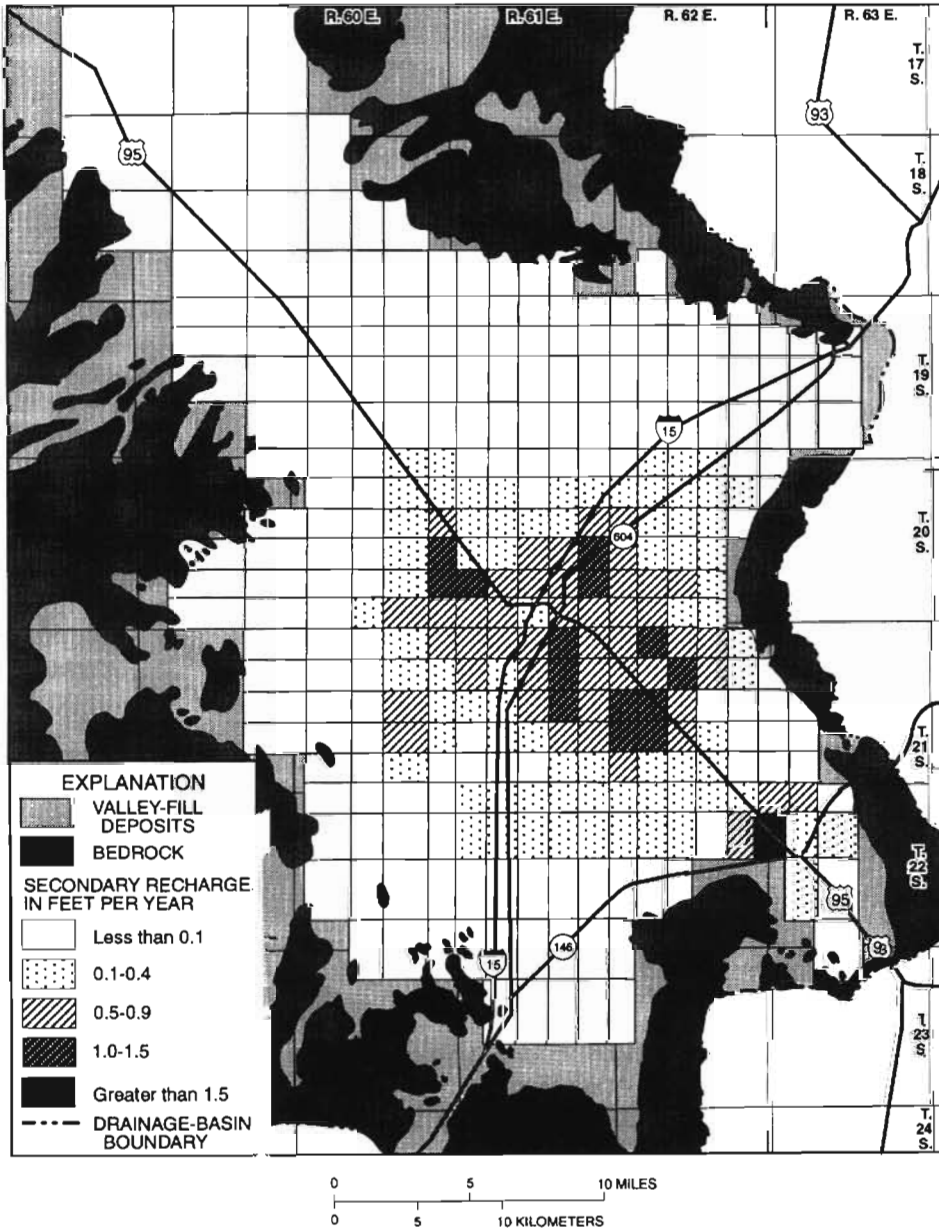 R. 60 E. R. 61 E. R. 62 E. R. 63 E.
T.
17
S.
93
95
T.
18
S.
T.
19
S.
15
T.
20
S.
604
T.
21
S.
EXPLANATION
VALLEY-FILL
DEPOSITS
BEDROCK
SECONDARY RECHARGE
IN FEET PER YEAR
Less than 0.1
0.1-0.4
0.5-0.9
1.0-1.5
Greater than 1.5
DRAINAGE-BASIN
BOUNDARY
T.
22
S.
95
93
146
15
T.
23
S.
T.
24
S.
0 5 10 MILES
0 5 10 KILOMETERS